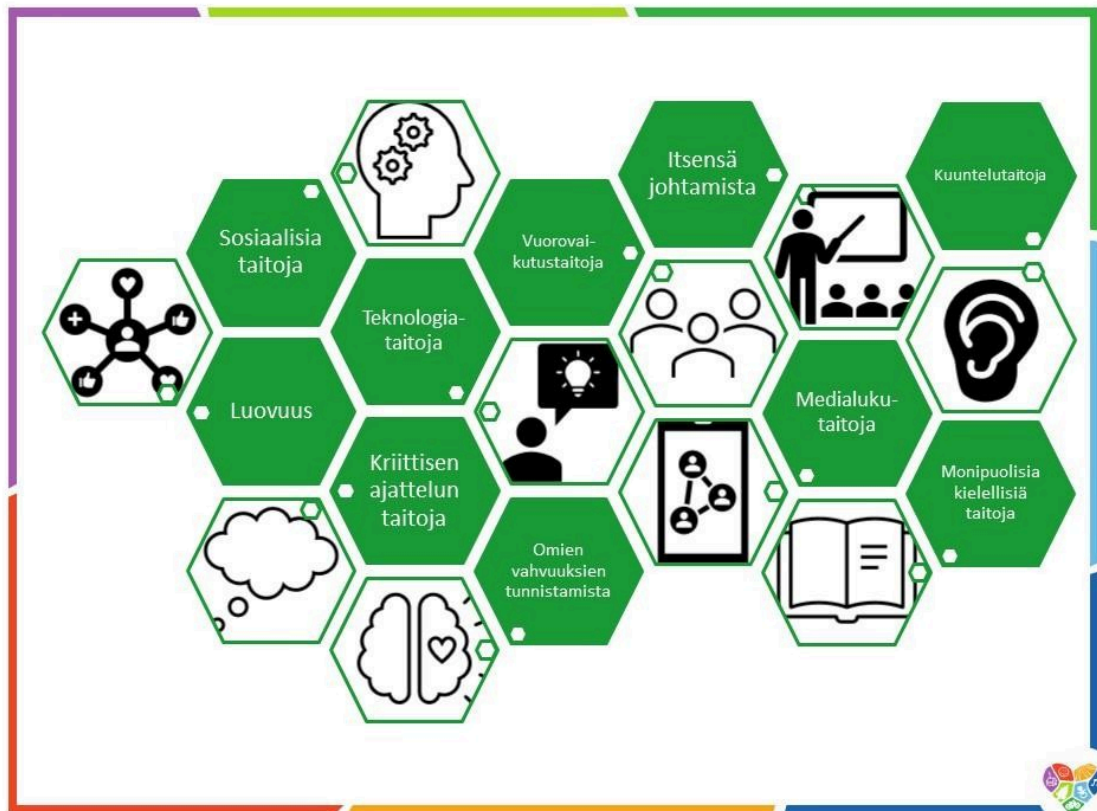 Sosiaalisia
taitoja
Luovuus
Teknologia-
taitoja
Kriittisen
ajattelun
taitoja
Vuorovai-
kutustaitoja
Omien
vahvuuksien
tunnistamista
Itsensä
johtamista
Medialuku-
taitoja
Kuuntelutaitoja
Monipuolisia
kielellisiä
taitoja